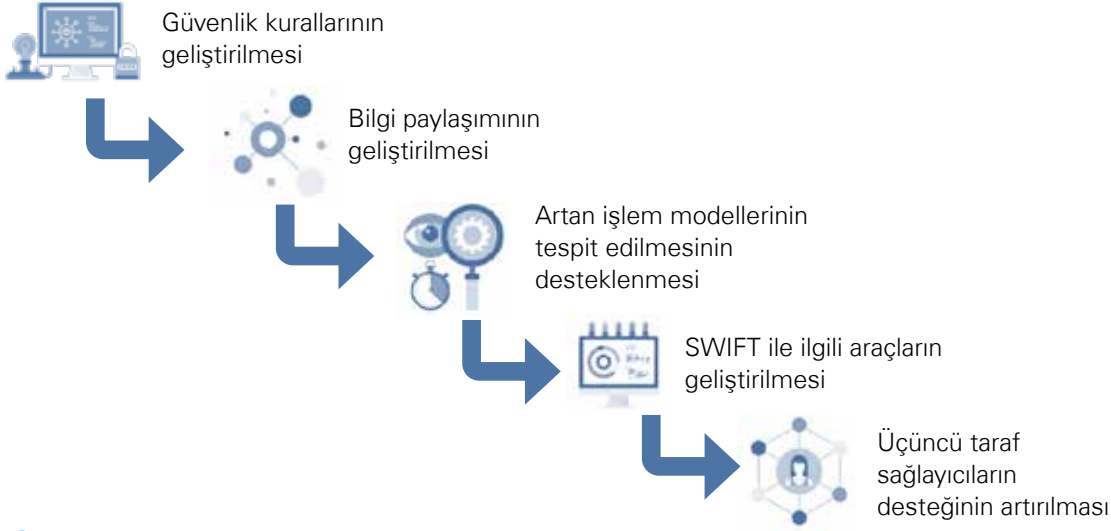 Güvenlik kurallarının
geliştirilmesi
Bilgi paylaşımının
geliştirilmesi
Artan işlem modellerinin
tespit edilmesinin
desteklenmesi
SWIFT ile ilgili araçların
geliştirilmesi
Üçüncü taraf
sağlayıcıların
desteğinin artırılması